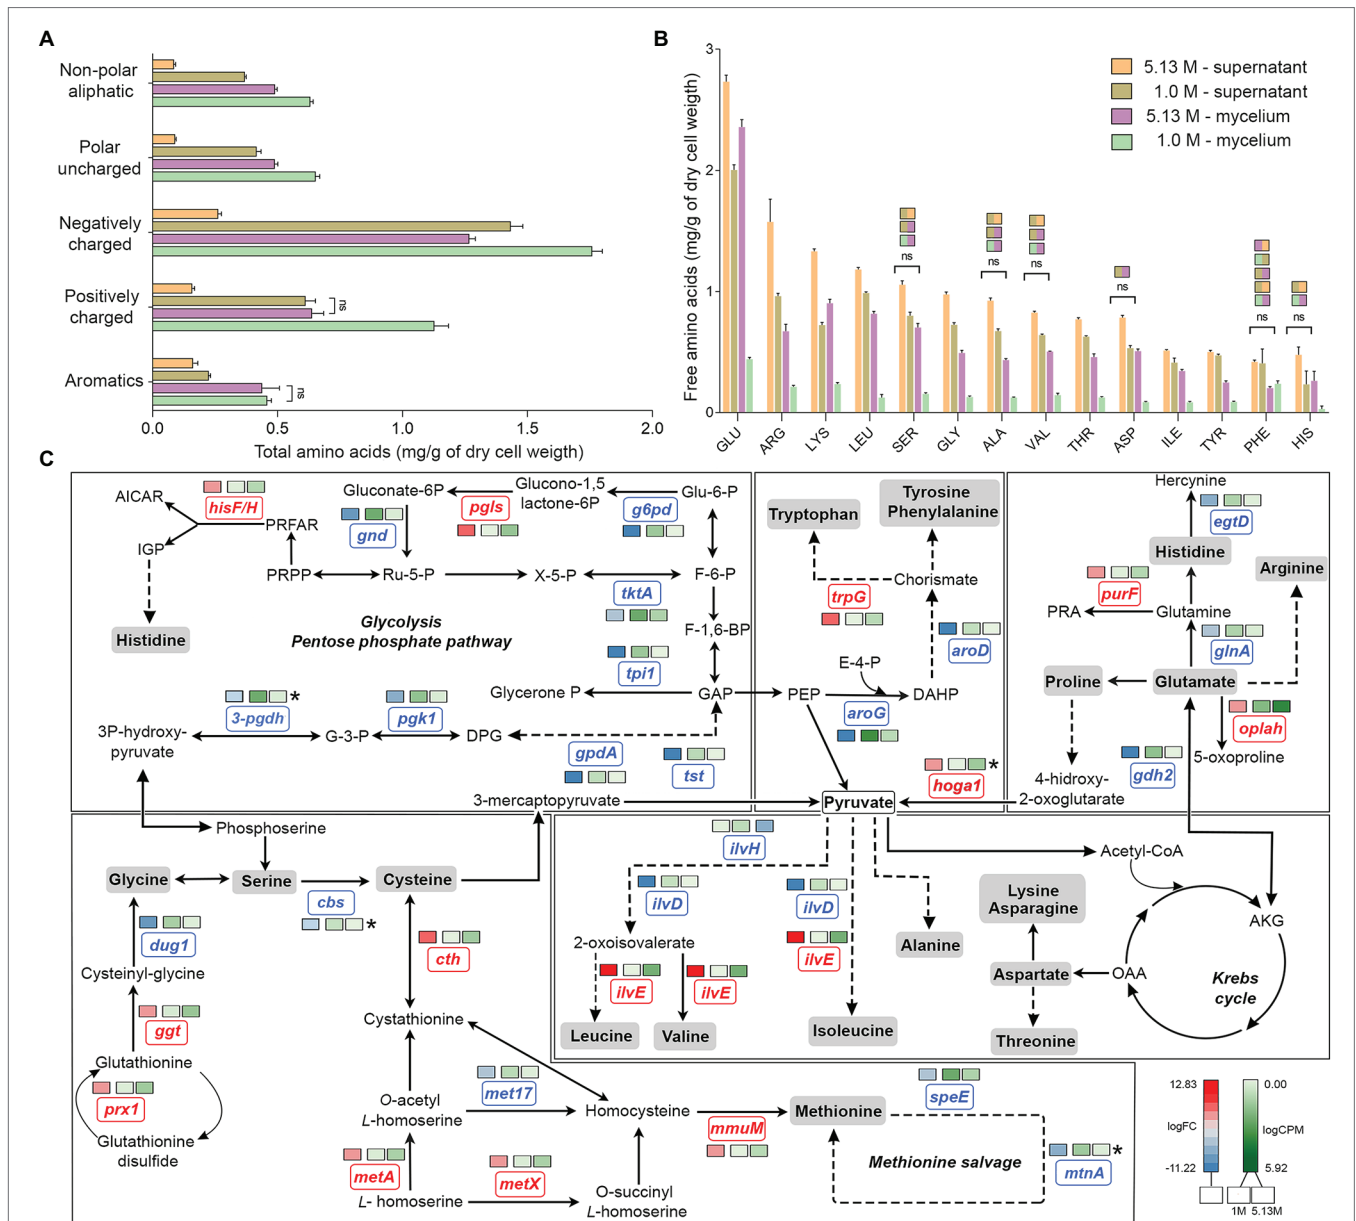 A
Non-polar
aliphatic
Polar
uncharged
Negatively
charged
Positively
charged
Aromatics
ns
ns
0.0
0.5
1.0
1.5
2.0
Total amino acids (mg/g of dry cell weigth)
B
Free amino acids (mg/g of dry cell weigth)
3
2
1
0
5.13 M - supernatant
1.0 M - supernatant
5.13 M - mycelium
1.0 M - mycelium
ns
ns
ns
ns
ns
ns
GLU
ARG
LYS
LEU
SER
GLY
ALA
VAL
THR
ASP
ILE
TYR
PHE
HIS
C
AICAR
hisF/H
PRFAR
IGP
PRPP
Histidine
Gluconate-6P
gnd
pgls
Glucono-1,5
lactone-6P
g6pd
Glu-6-P
Ru-5-P
X-5-P
F-6-P
tktA
Glycolysis
Pentose phosphate pathway
F-1,6-BP
tpi1
Glycerone P
GAP
3-pgdh
*
pgk1
3P-hydroxy-
pyruvate
G-3-P
DPG
gpdA
tst
3-mercaptopyruvate
Tryptophan
Tyrosine
Phenylalanine
Chorismate
trpG
aroD
E-4-P
PEP
DAHP
aroG
hoga1
*
Pyruvate
Hercynine
egtD
Histidine
Arginine
purF
PRA
Glutamine
glnA
Proline
Glutamate
oplah
5-oxoproline
gdh2
4-hidroxy-
2-oxoglutarate
Phosphoserine
Glycine
Serine
Cysteine
cbs
*
dug1
Cysteinyl-glycine
cth
ggt
Glutathionine
prx1
Glutathionine
disulfide
Cystathionine
O-acetyl
L-homoserine
met17
Homocysteine
mmuM
Methionine
speE
Methionine salvage
mtnA
*
metA
metX
L- homoserine
O-succinyl
L-homoserine
ilvH
ilvD
ilvD
2-oxoisovalerate
ilvE
ilvE
ilvE
Leucine
Valine
Isoleucine
Alanine
Acetyl-CoA
Lysine
Asparagine
AKG
Aspartate
OAA
Krebs
cycle
Threonine
12.83
logFC
-11.22
0.00
logCPM
5.92
1M
5.13M